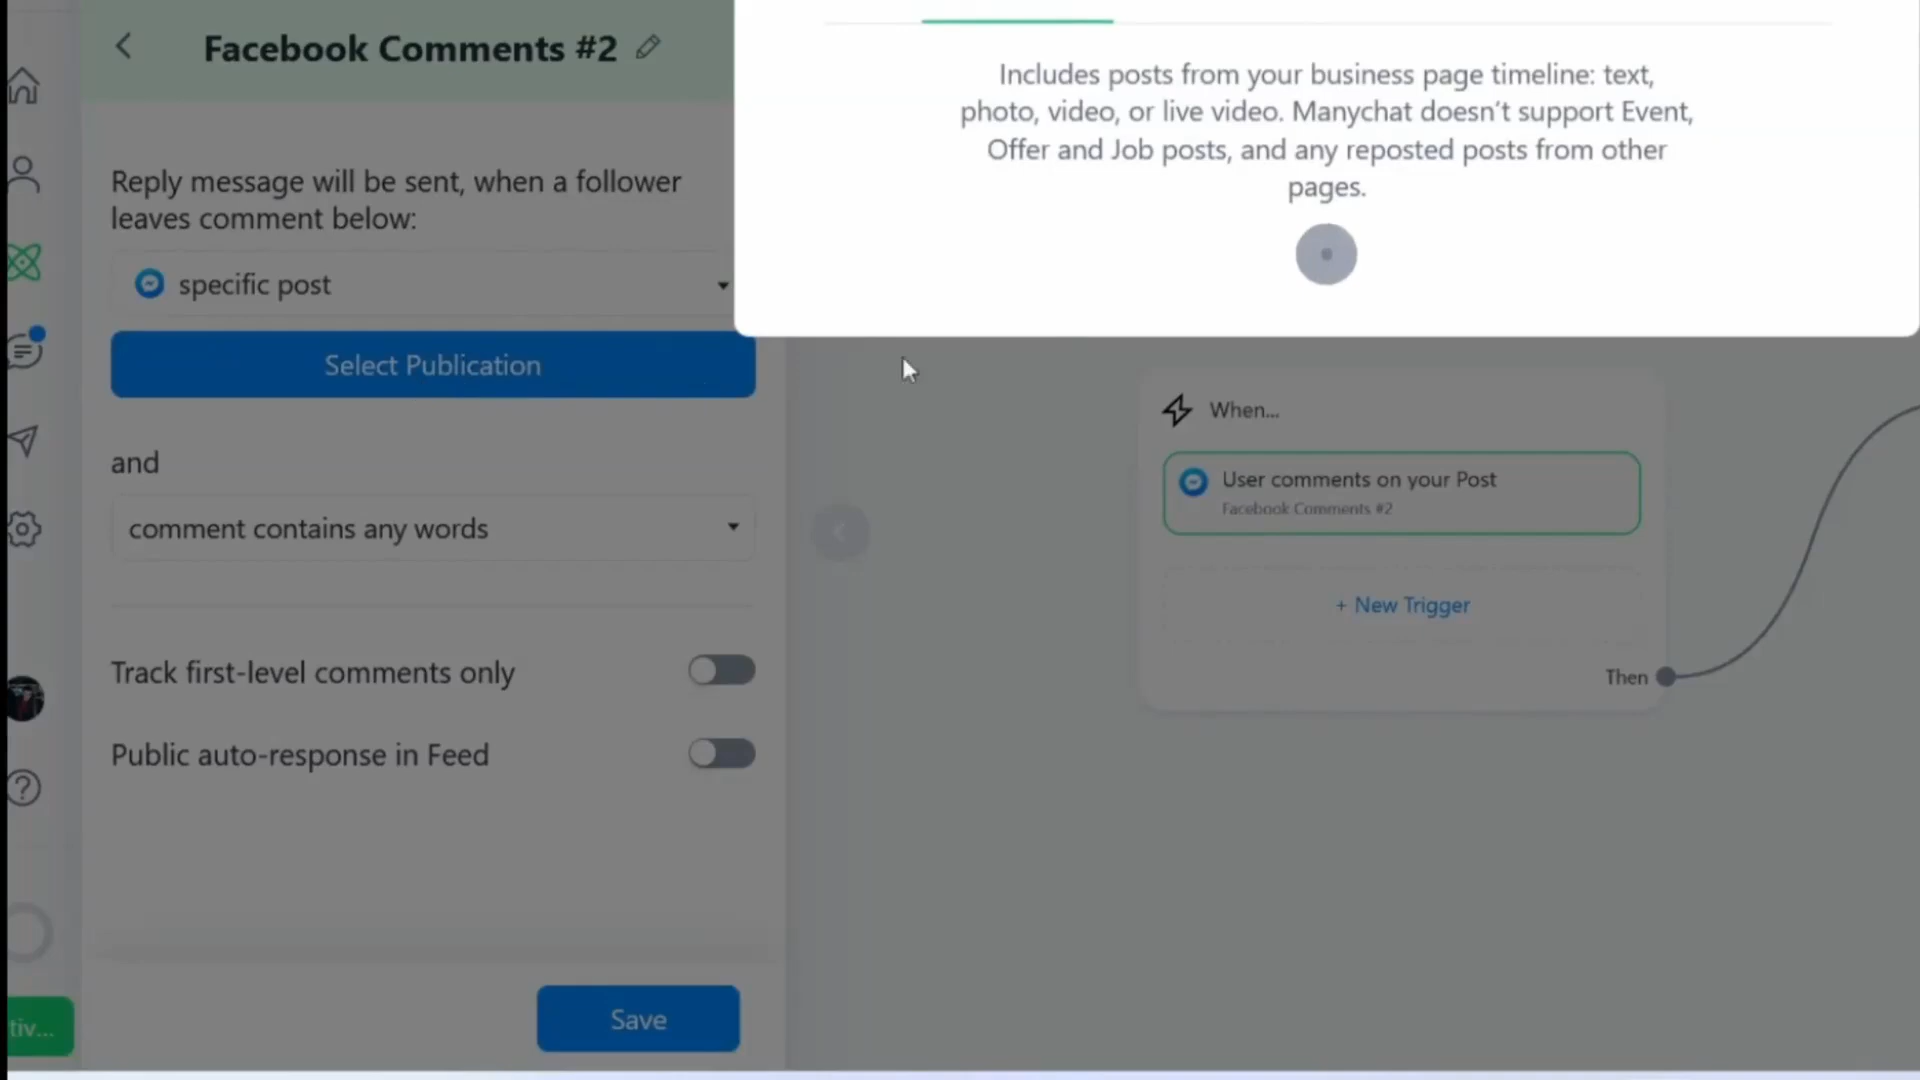 Facebook Comments #2
Reply message will be sent, when a follower
leaves comment below:
specific post
Select Publication
and
comment contains any words
Track first-level comments only
Public auto-response in Feed
Save
tiv...
Includes posts from your business page timeline: text,
photo, video, or live video. Manychat doesn’t support Event,
Offer and Job posts, and any reposted posts from other
pages.
When...
User comments on your Post
Facebook Comments #2
+ New Trigger
Then